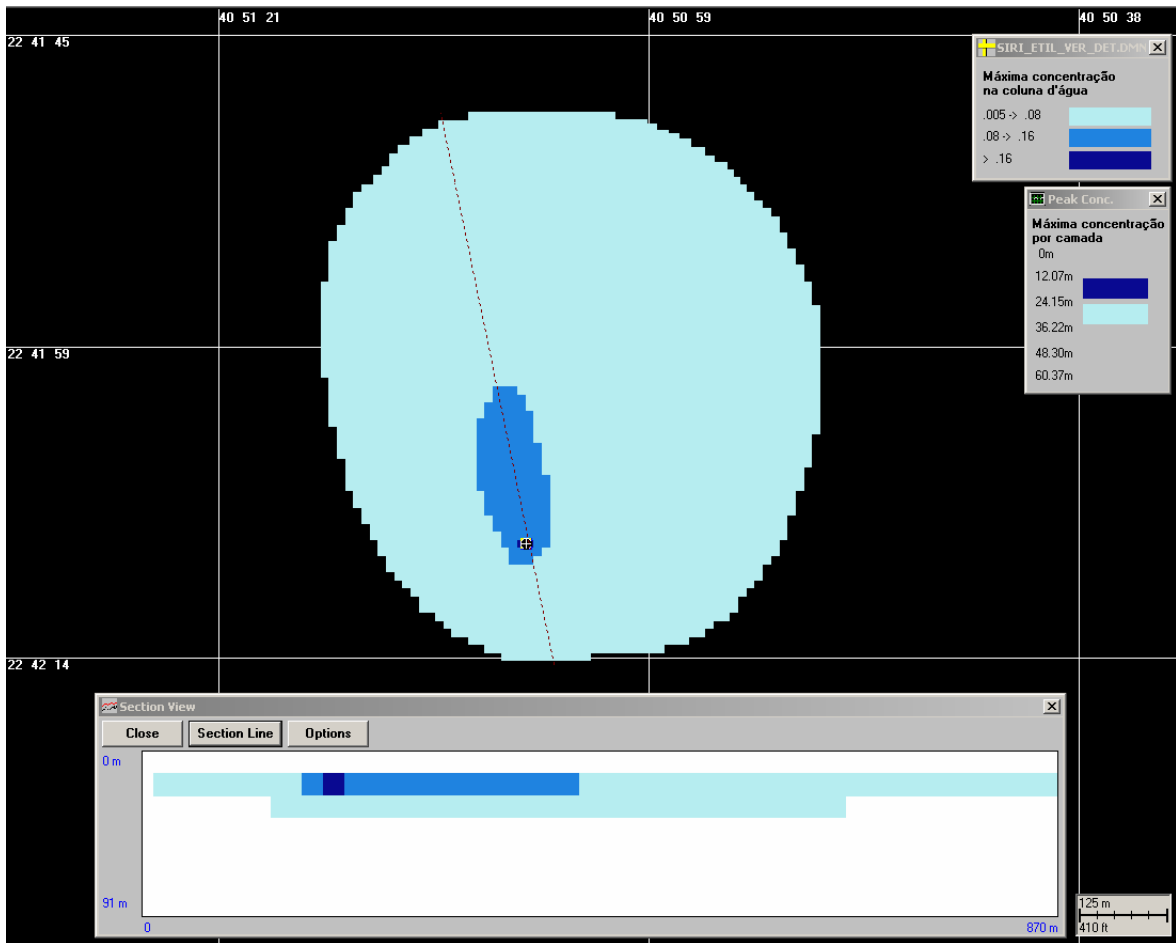 40 51 21
40 50 59
40 50 38
22 41 45
SIRI_ETIL_VER_DET.DMN
Máxima concentração
na coluna d'água
.005 -> .08
.08 -> .16
> .16
Peak Conc.
Máxima concentração
por camada
0m
12.07m
24.15m
36.22m
48.30m
60.37m
22 41 59
22 42 14
Section View
Close
Section Line
Options
0 m
91 m
0
870 m
125 m
410 ft